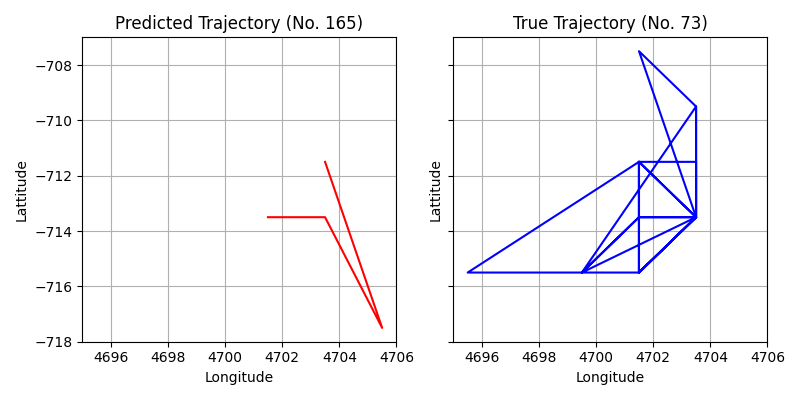 Predicted Trajectory (No. 165)
True Trajectory (No. 73)
Lattitude
−708
−710
−712
−714
−716
−718
4696 4698 4700 4702 4704 4706
Longitude
Lattitude
4696 4698 4700 4702 4704 4706
Longitude